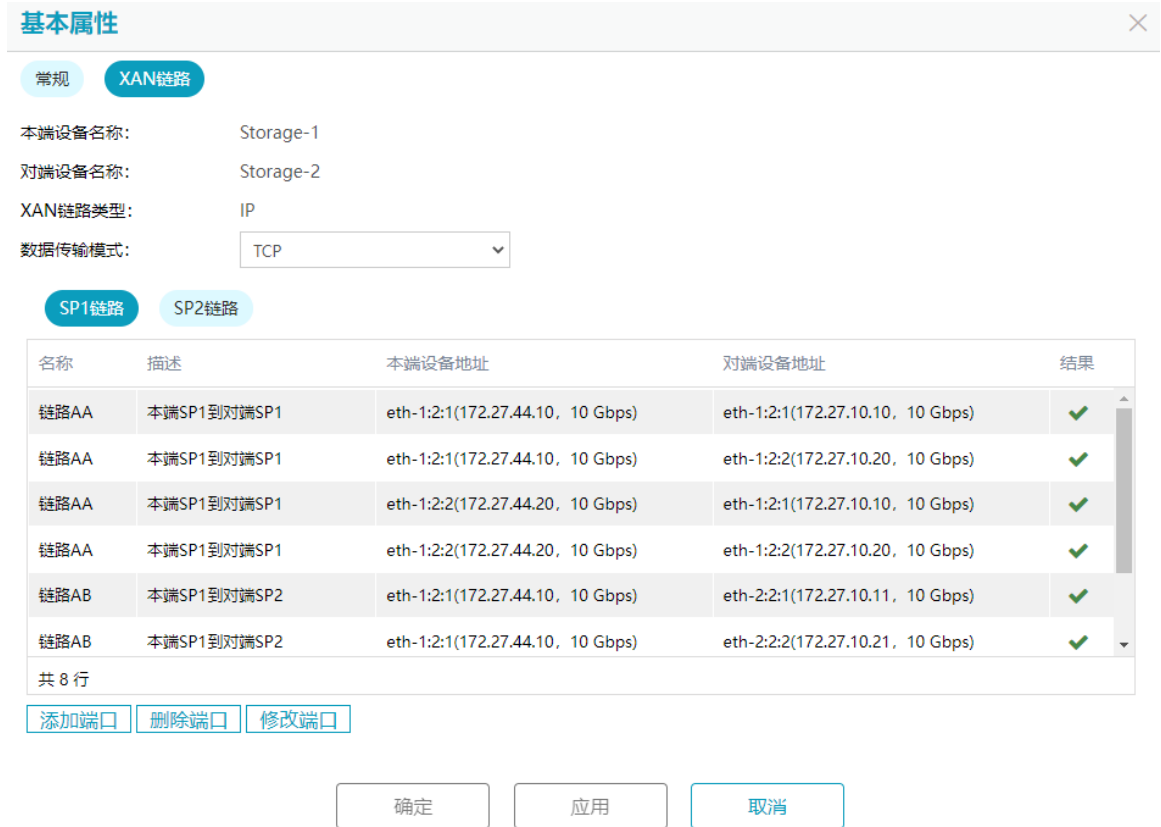 基本属性
常规 XAN链路
本端设备名称: Storage-1
对端设备名称: Storage-2
XAN链路类型: IP
数据传输模式: TCP
SP1链路 SP2链路
名称 描述 本端设备地址 对端设备地址 结果
链路AA 本端SP1到对端SP1 eth-1:2:1(172.27.44.10, 10 Gbps) eth-1:2:1(172.27.10.10, 10 Gbps)
链路AA 本端SP1到对端SP1 eth-1:2:1(172.27.44.10, 10 Gbps) eth-1:2:2(172.27.10.20, 10 Gbps)
链路AA 本端SP1到对端SP1 eth-1:2:2(172.27.44.20, 10 Gbps) eth-1:2:1(172.27.10.10, 10 Gbps)
链路AA 本端SP1到对端SP1 eth-1:2:2(172.27.44.20, 10 Gbps) eth-1:2:2(172.27.10.20, 10 Gbps)
链路AB 本端SP1到对端SP2 eth-1:2:1(172.27.44.10, 10 Gbps) eth-2:2:1(172.27.10.11, 10 Gbps)
链路AB 本端SP1到对端SP2 eth-1:2:1(172.27.44.10, 10 Gbps) eth-2:2:2(172.27.10.21, 10 Gbps)
共 8 行
添加端口 删除端口 修改端口
确定 应用 取消